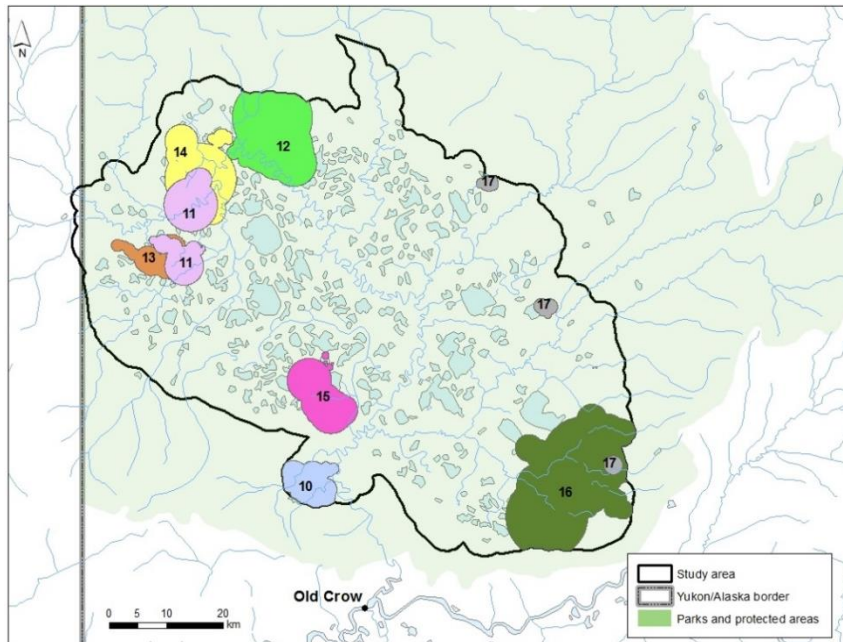 N
17
12
14
11
13
11
17
15
17
10
16
Study area
Yukon/Alaska border
Parks and protected areas
Old Crow
0 5 10 20
km